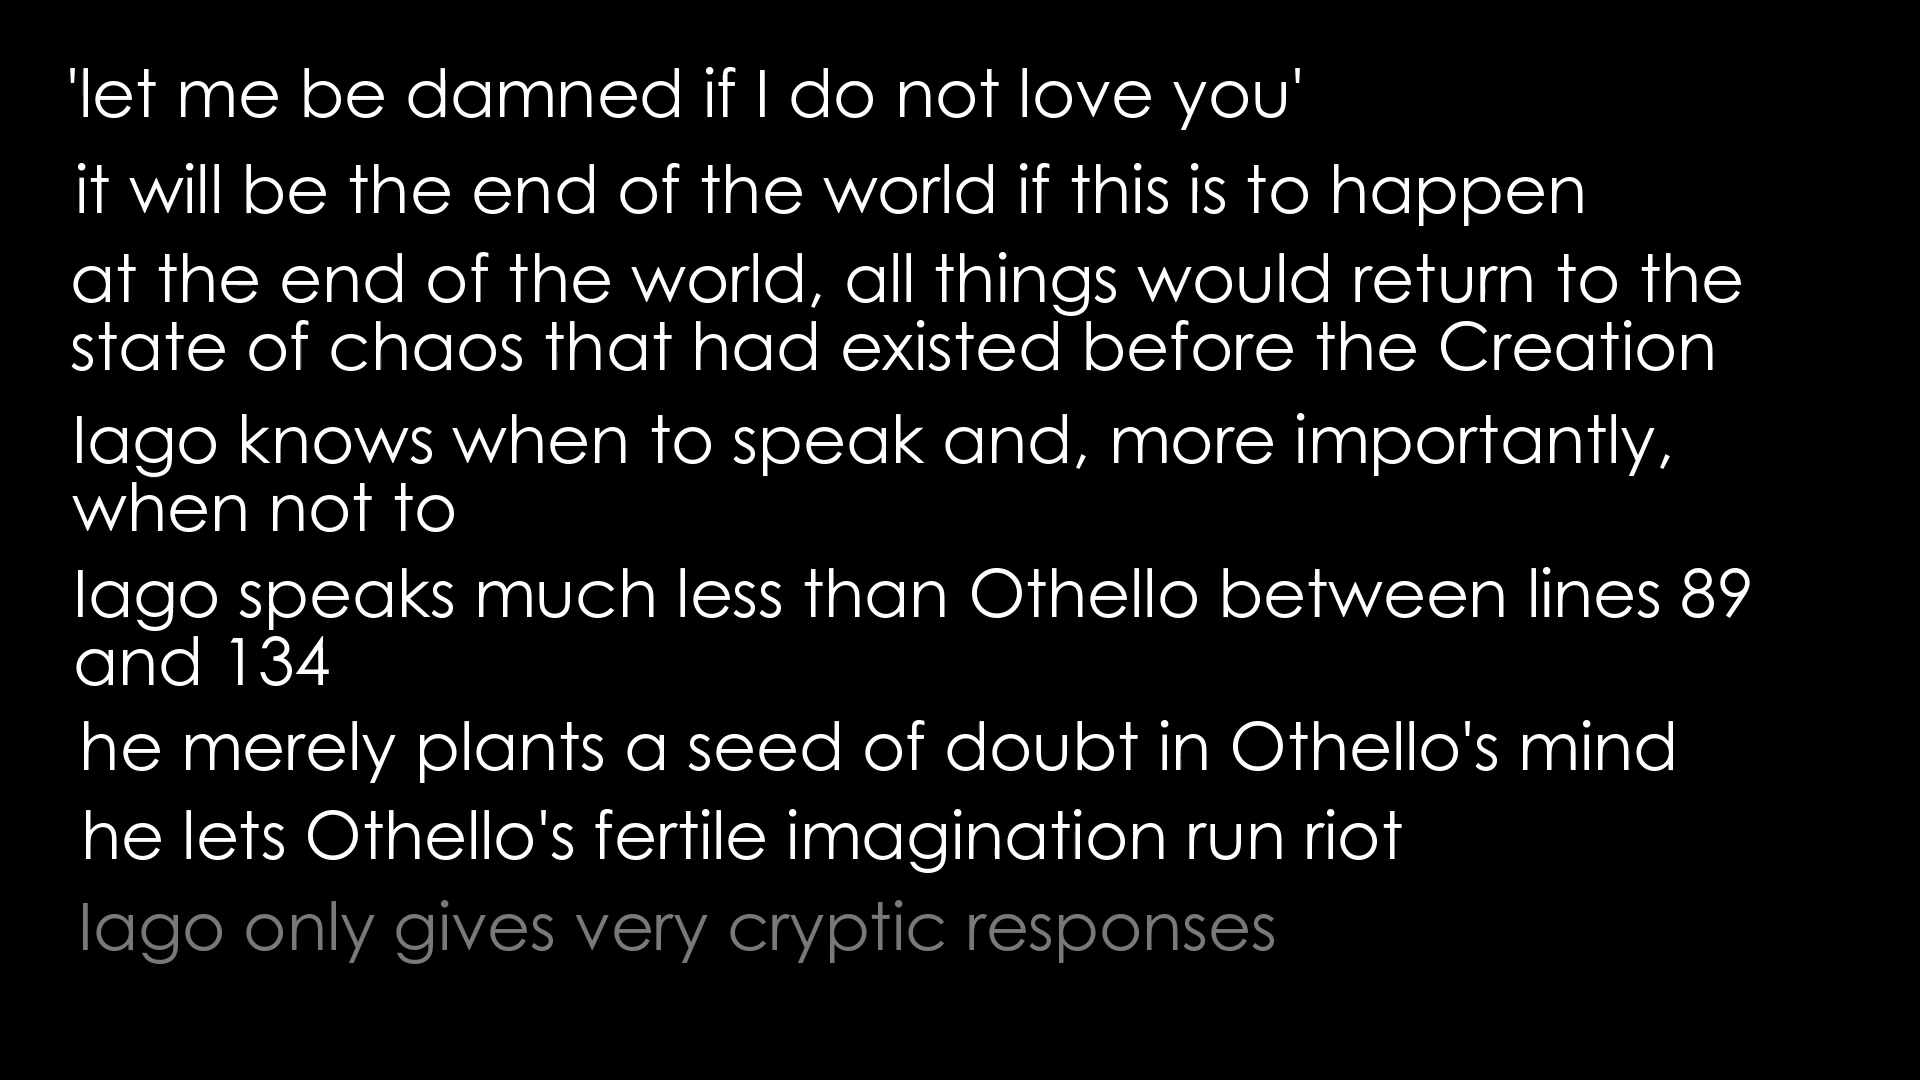 'let me be damned if I do not love you'
it will be the end of the world if this is to happen
at the end of the world, all things would return to the
state of chaos that had existed before the Creation
Iago knows when to speak and, more importantly,
when not to
Iago speaks much less than Othello between lines 89
and 134
he merely plants a seed of doubt in Othello's mind
he lets Othello's fertile imagination run riot
Iago only gives very cryptic responses